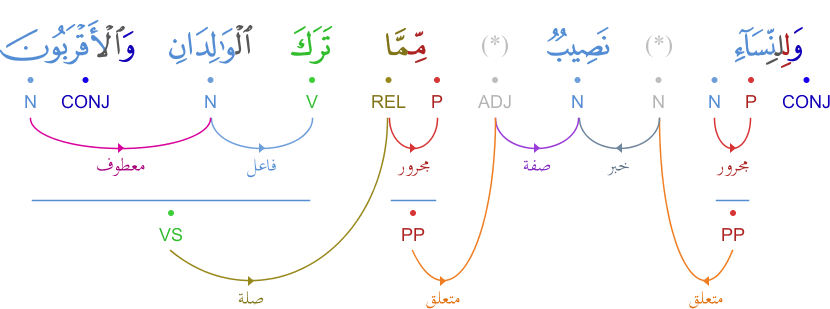 وَلِلنِّسَآءِ (*) نَصِيبٌ (*) مِّمَّا تَرَكَ ٱلْوَٰلِدَانِ وَٱلْأَقْرَبُونَ
CONJ P N N N ADJ P REL V N CONJ N
مجرور خبر صفة مجرور فاعل معطوف
PP PP VS
متعلق متعلق صلة